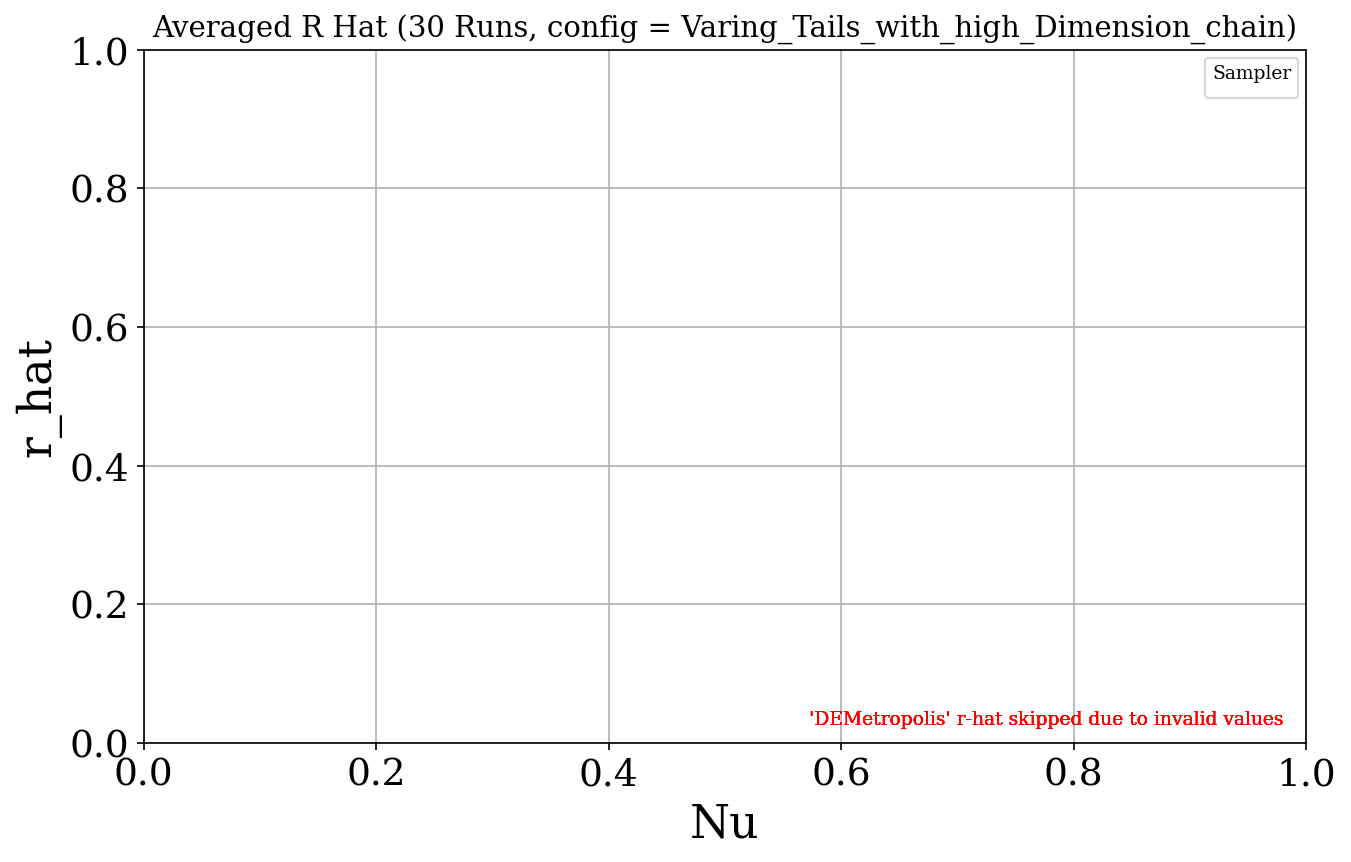 Averaged R Hat (30 Runs, config = Varing_Tails_with_high_Dimension_chain)
1.0
Sampler
0.8
0.6
r_hat
0.4
0.2
'DEMetropolis' r-hat skipped due to invalid values
0.0
0.0 0.2 0.4 0.6 0.8 1.0
Nu